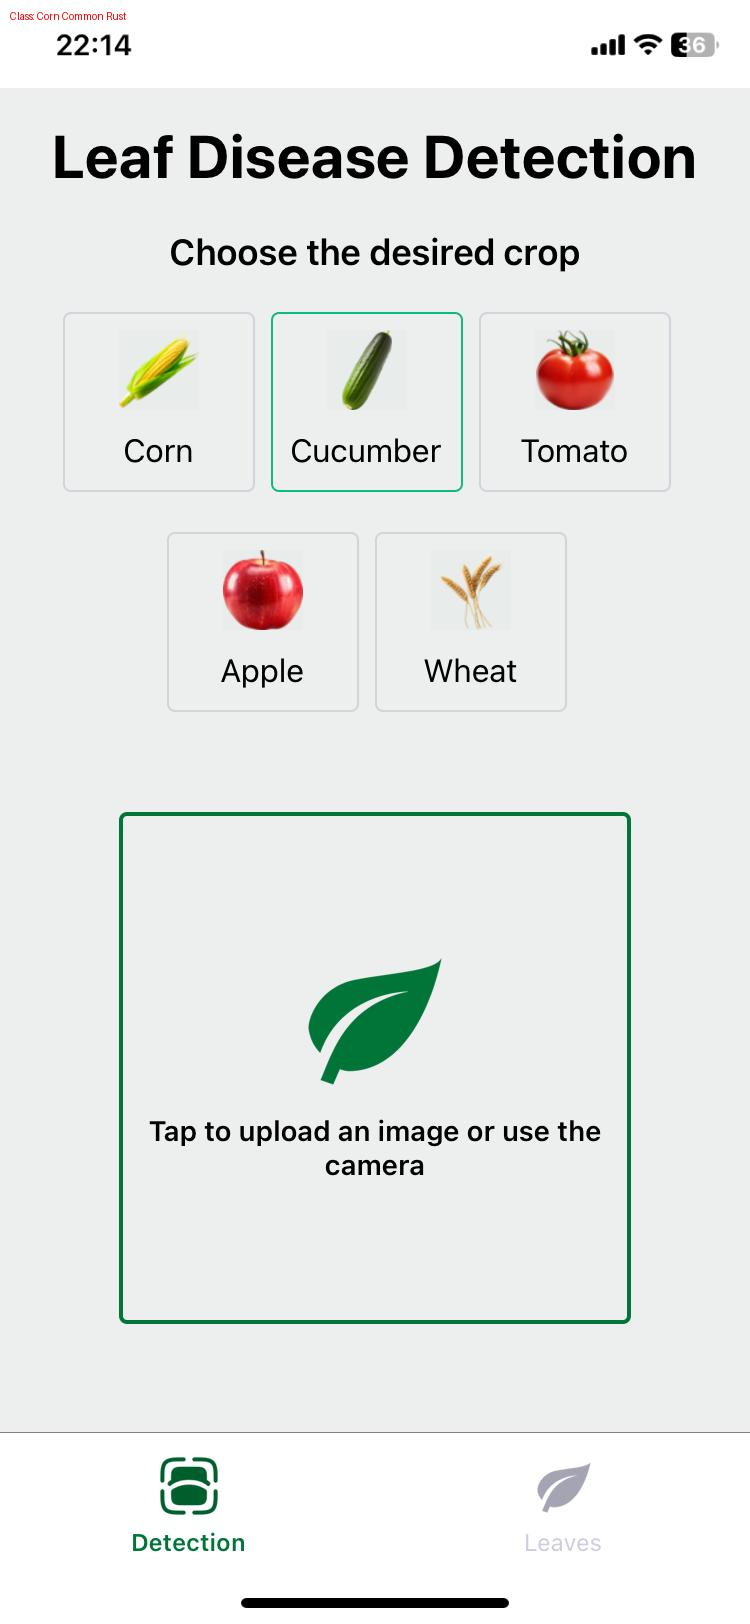 Class: Corn Common Rust
22:14
36
Leaf Disease Detection
Choose the desired crop
Corn
Cucumber
Tomato
Apple
Wheat
Tap to upload an image or use the
camera
Detection
Leaves